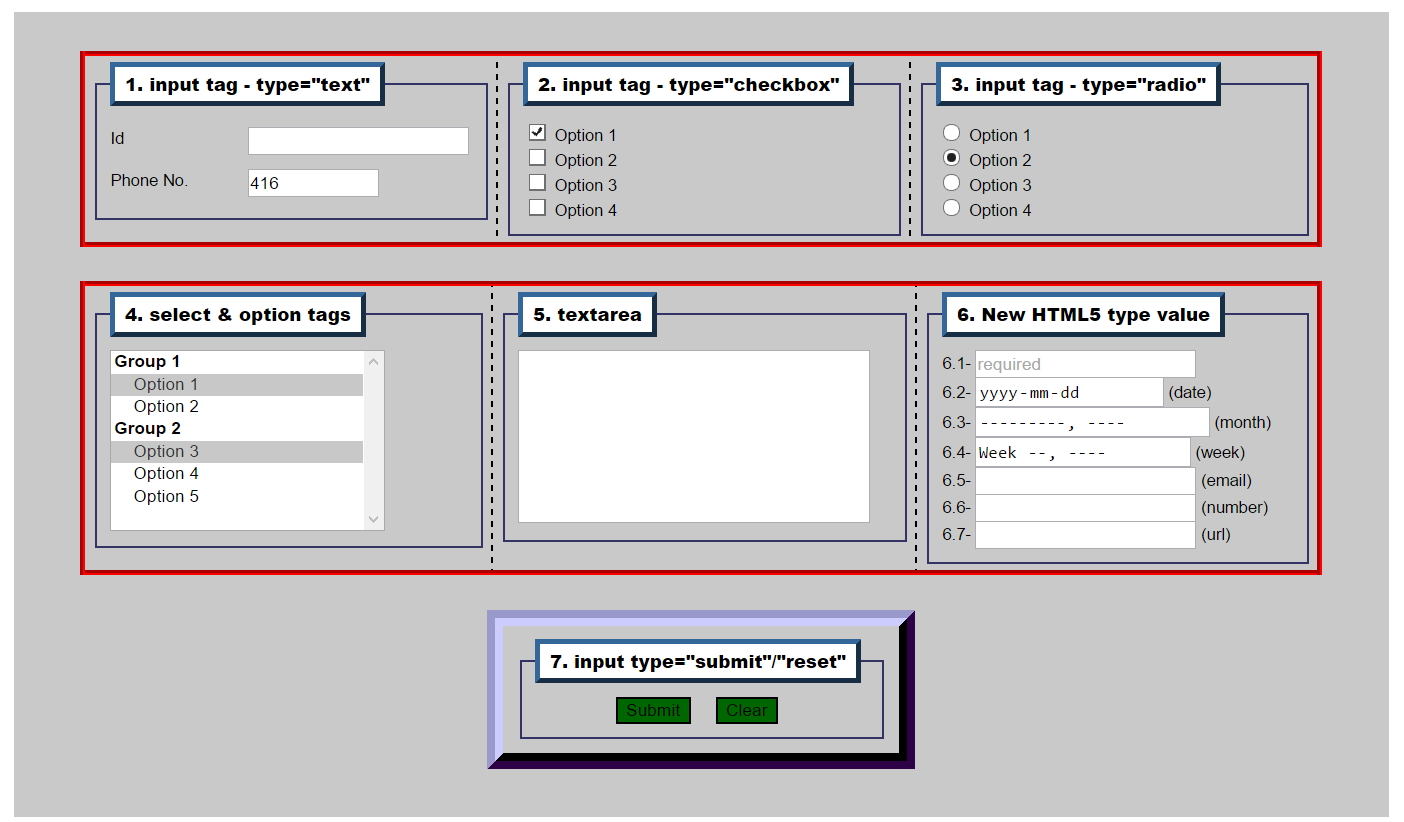 1. input tag - type="text"
Id
Phone No.
416
2. input tag - type="checkbox"
Option 1
Option 2
Option 3
Option 4
3. input tag - type="radio"
Option 1
Option 2
Option 3
Option 4
4. select & option tags
Group 1
Option 1
Option 2
Group 2
Option 3
Option 4
Option 5
5. textarea
6. New HTML5 type value
6.1- required
6.2- yyyy-mm-dd (date)
6.3- ---------, ---- (month)
6.4- Week --, ---- (week)
6.5- (email)
6.6- (number)
6.7- (url)
7. input type="submit"/"reset"
Submit Clear